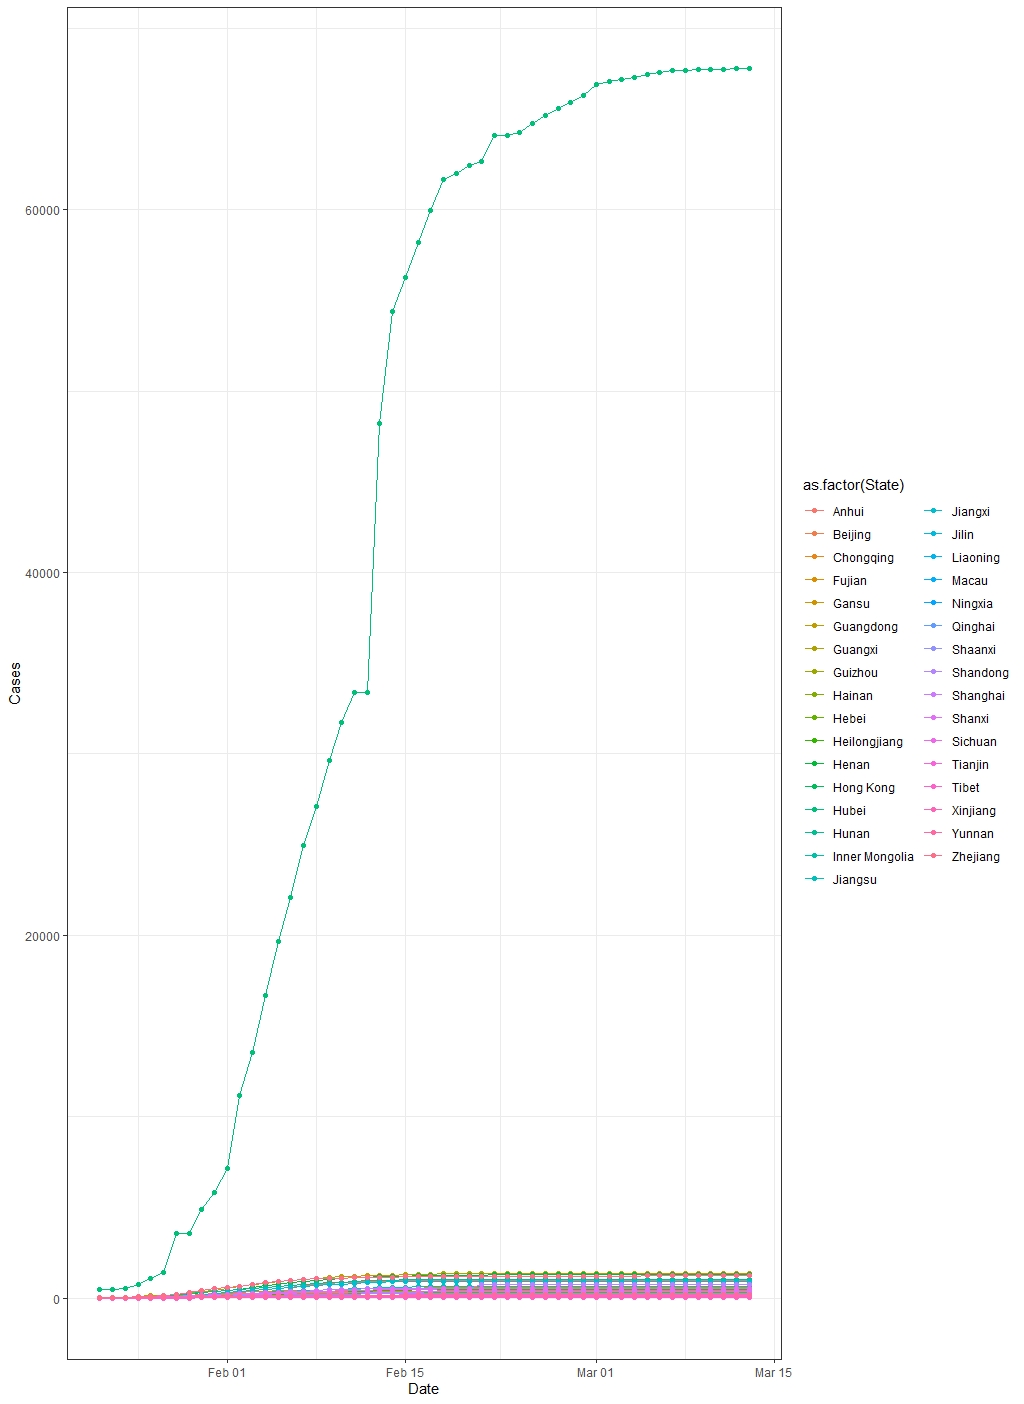 60000
40000
20000
0
Cases
Feb 01
Feb 15
Mar 01
Mar 15
Date
as.factor(State)
Anhui
Beijing
Chongqing
Fujian
Gansu
Guangdong
Guangxi
Guizhou
Hainan
Hebei
Heilongjiang
Henan
Hong Kong
Hubei
Hunan
Inner Mongolia
Jiangsu
Jiangxi
Jilin
Liaoning
Macau
Ningxia
Qinghai
Shaanxi
Shandong
Shanghai
Shanxi
Sichuan
Tianjin
Tibet
Xinjiang
Yunnan
Zhejiang